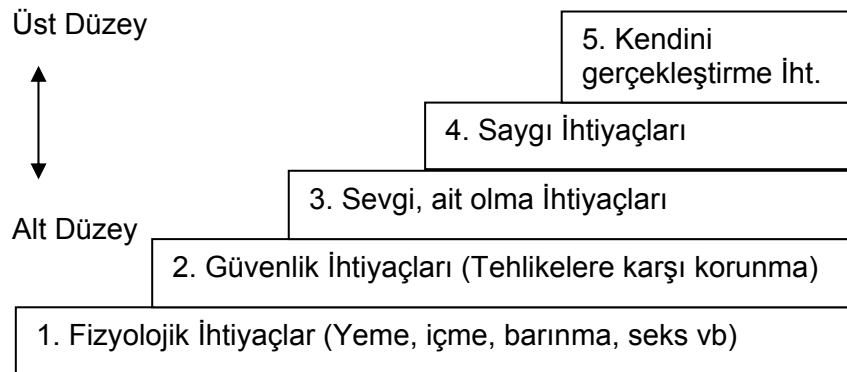 Üst Düzey
5. Kendini
gerçekleştirme İht.
4. Saygı İhtiyaçları
3. Sevgi, ait olma İhtiyaçları
Alt Düzey
2. Güvenlik İhtiyaçları (Tehlikelere karşı korunma)
1. Fizyolojik İhtiyaçlar (Yeme, içme, barınma, seks vb)